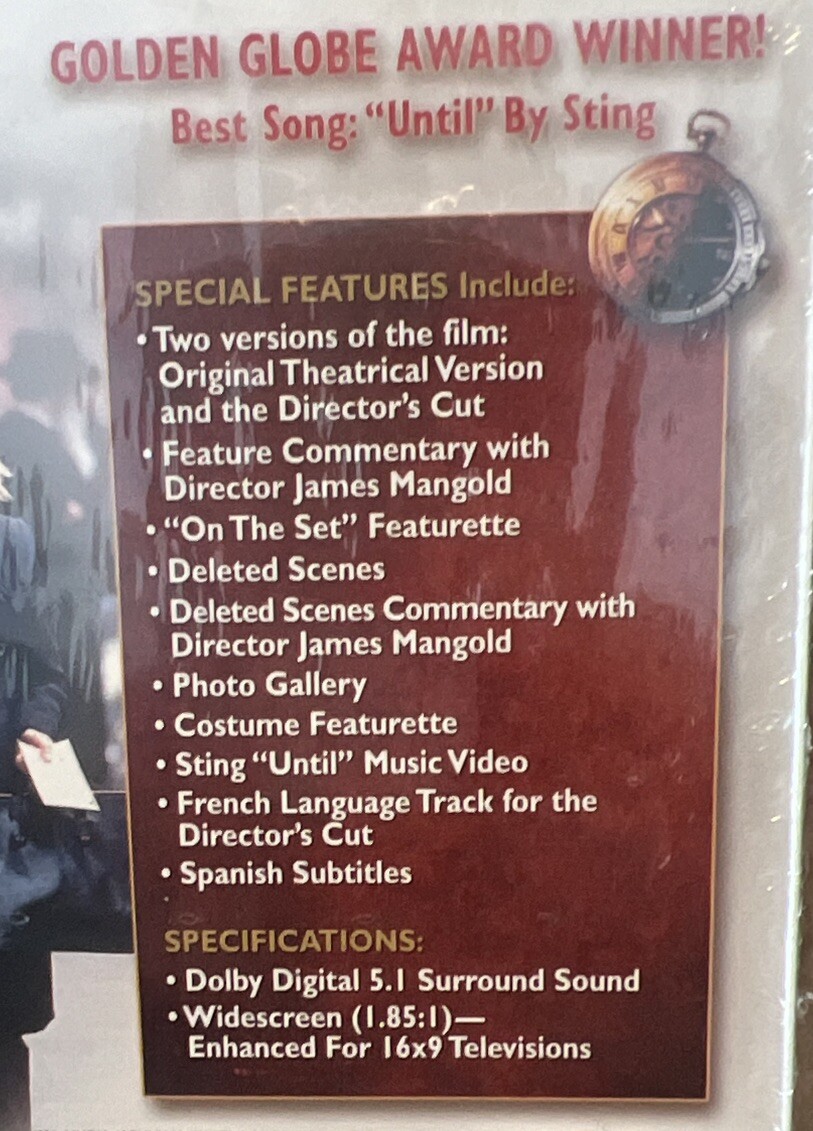 GOLDEN GLOBE AWARD WINNER!
Best Song: “Until” By Sting
SPECIAL FEATURES Include:
• Two versions of the film:
Original Theatrical Version
and the Director’s Cut
• Feature Commentary with
Director James Mangold
• “On The Set” Featurette
• Deleted Scenes
• Deleted Scenes Commentary with
Director James Mangold
• Photo Gallery
• Costume Featurette
• Sting “Until” Music Video
• French Language Track for the
Director’s Cut
• Spanish Subtitles
SPECIFICATIONS:
• Dolby Digital 5.1 Surround Sound
• Widescreen (1.85:1)—
Enhanced For 16x9 Televisions